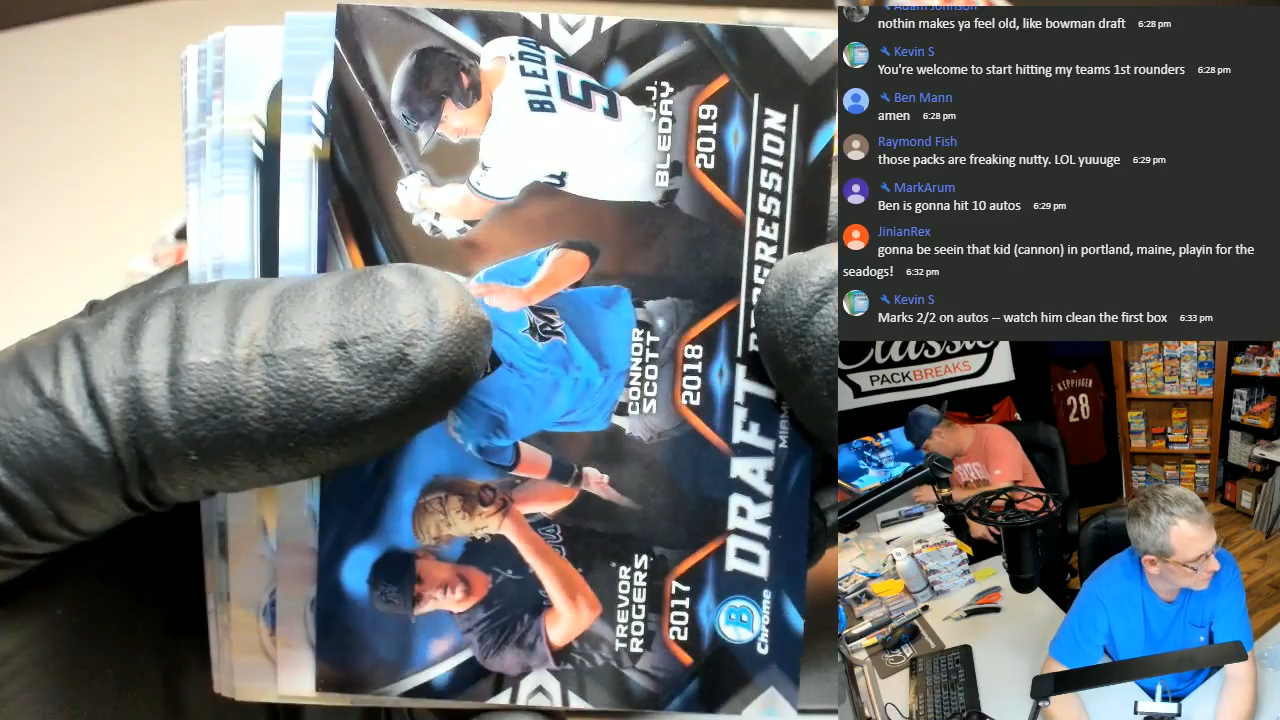 BLEDA
5
J.J.
BLEDAY
2019
CONNOR
SCOTT
2018
TREVOR
ROGERS
2017
B
Chrome
DRAFT
MIAM
M
Adam Johnson
nothin makes ya feel old, like bowman draft 6:28 pm
Kevin S
You're welcome to start hitting my teams 1st rounders 6:28 pm
Ben Mann
amen 6:28 pm
Raymond Fish
those packs are freaking nutty. LOL yuuuge 6:29 pm
MarkArum
Ben is gonna hit 10 autos 6:29 pm
JinianRex
gonna be seein that kid (cannon) in portland, maine, playin for the
seadogs! 6:32 pm
Kevin S
Marks 2/2 on autos -- watch him clean the first box 6:33 pm
Classic
PACKBREAKS
KEPPINGER
28